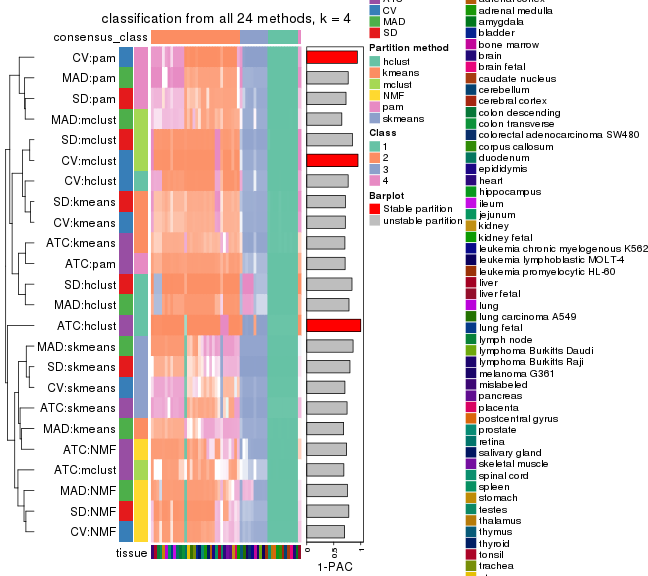 classification from all 24 methods, k = 4
consensus_class
CV:pam
MAD:pam
SD:pam
MAD:mclust
SD:mclust
CV:mclust
CV:hclust
SD:kmeans
CV:kmeans
ATC:kmeans
ATC:pam
SD:hclust
MAD:hclust
ATC:hclust
MAD:skmeans
SD:skmeans
CV:skmeans
ATC:skmeans
MAD:kmeans
ATC:NMF
ATC:mclust
MAD:NMF
SD:NMF
CV:NMF
tissue
0
0.5
1
1-PAC
CV
MAD
SD
Partition method
hclust
kmeans
mclust
NMF
pam
skmeans
Class
1
2
3
4
Barplot
Stable partition
unstable partition
adrenal medulla
amygdala
bladder
bone marrow
brain
brain fetal
caudate nucleus
cerebellum
cerebral cortex
colon descending
colon transverse
colorectal adenocarcinoma SW480
corpus callosum
duodenum
epididymis
heart
hippocampus
ileum
jejunum
kidney
kidney fetal
leukemia chronic myelogenous K562
leukemia lymphoblastic MOLT-4
leukemia promyelocytic HL-60
liver
liver fetal
lung
lung carcinoma A549
lung fetal
lymph node
lymphoma Burkitts Daudi
lymphoma Burkitts Raji
melanoma G361
mislabeled
pancreas
placenta
postcentral gyrus
prostate
retina
salivary gland
skeletal muscle
spinal cord
spleen
stomach
testes
thalamus
thymus
thyroid
tonsil
trachea